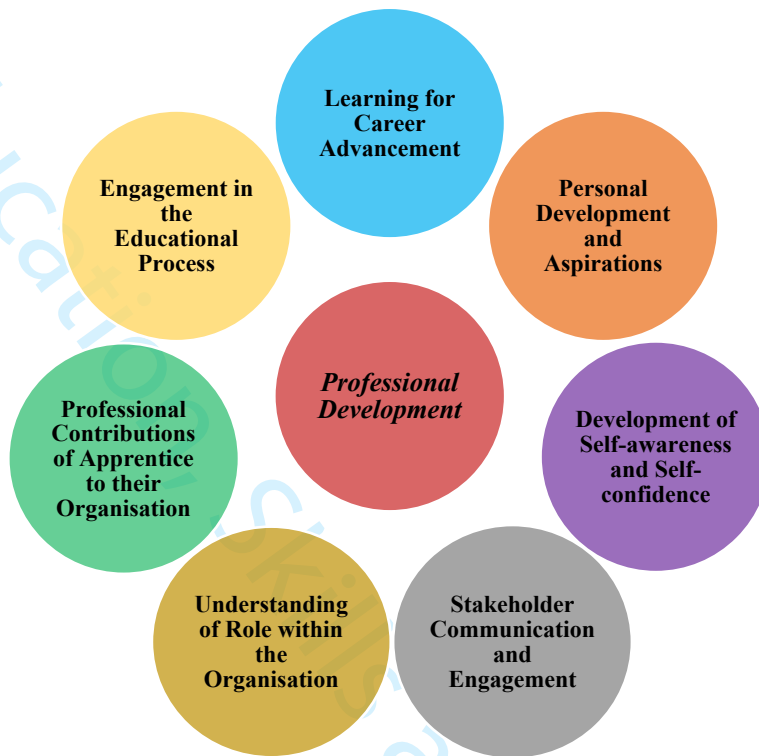 Learning for
Career
Advancement
Personal
Development
and
Aspirations
Development of
Self-awareness
and Self-
confidence
Stakeholder
Communication
and
Engagement
Understanding
of Role within
the
Organisation
Professional
Contributions
of Apprentice
to their
Organisation
Engagement in
the
Educational
Process
Professional
Development
ucation, Skills a